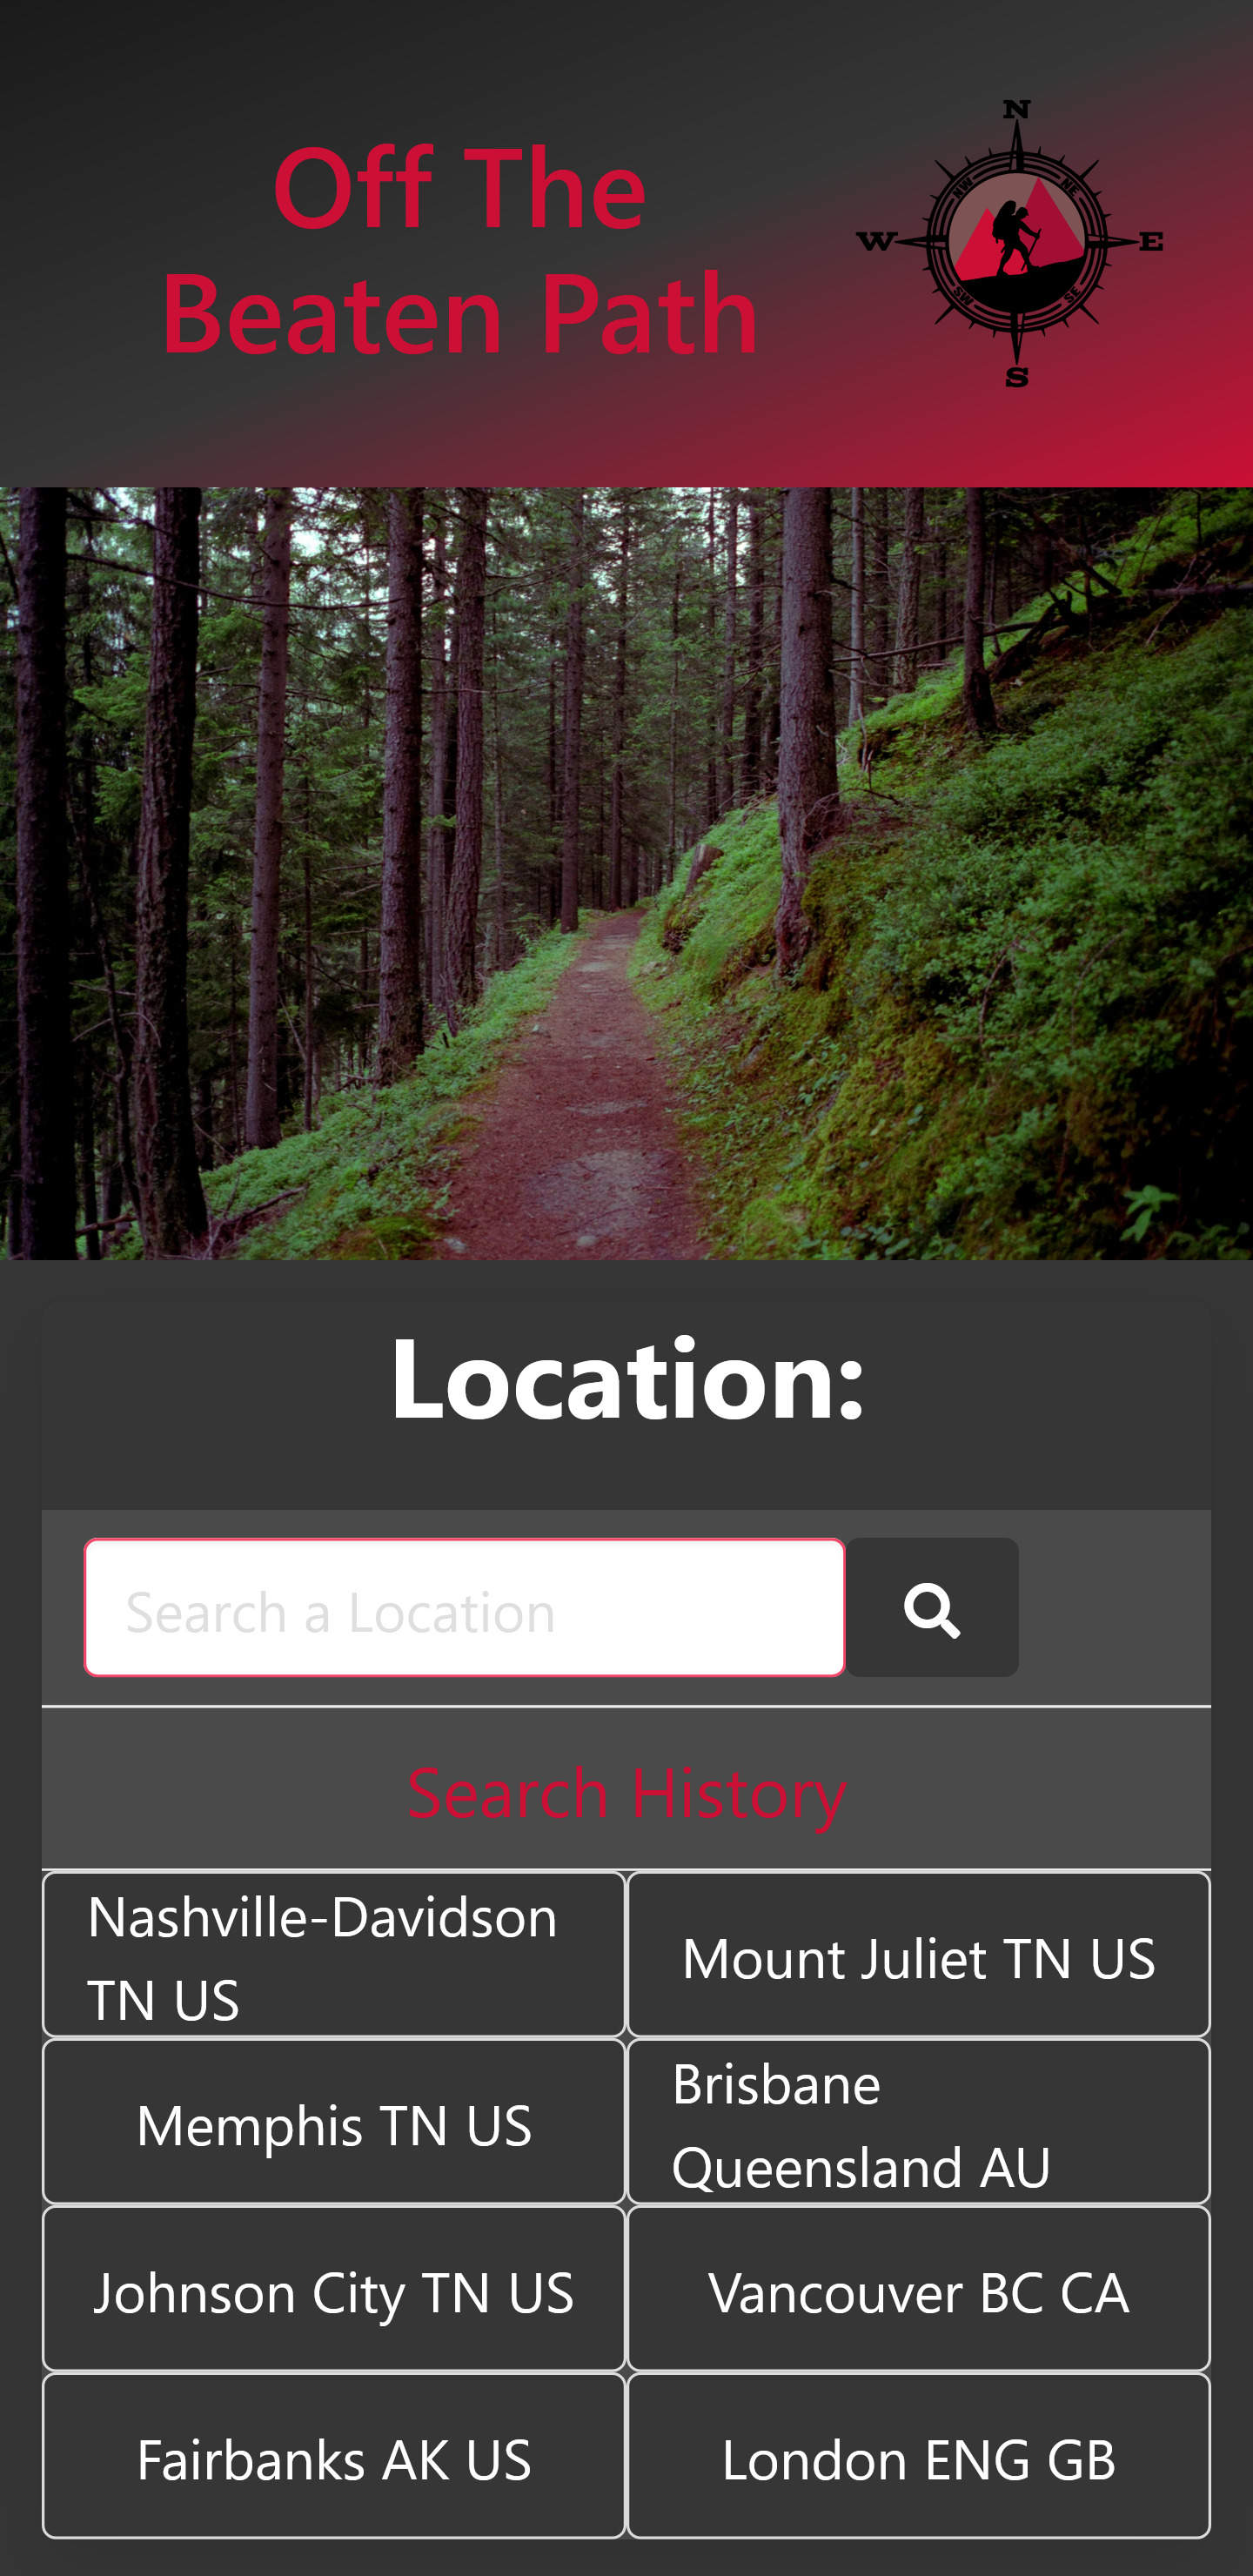 Off The
Beaten Path
N
NW
NE
W
E
SW
SE
S
Location:
Search a Location
Search History
Nashville-Davidson
TN US
Mount Juliet TN US
Memphis TN US
Brisbane
Queensland AU
Johnson City TN US
Vancouver BC CA
Fairbanks AK US
London ENG GB